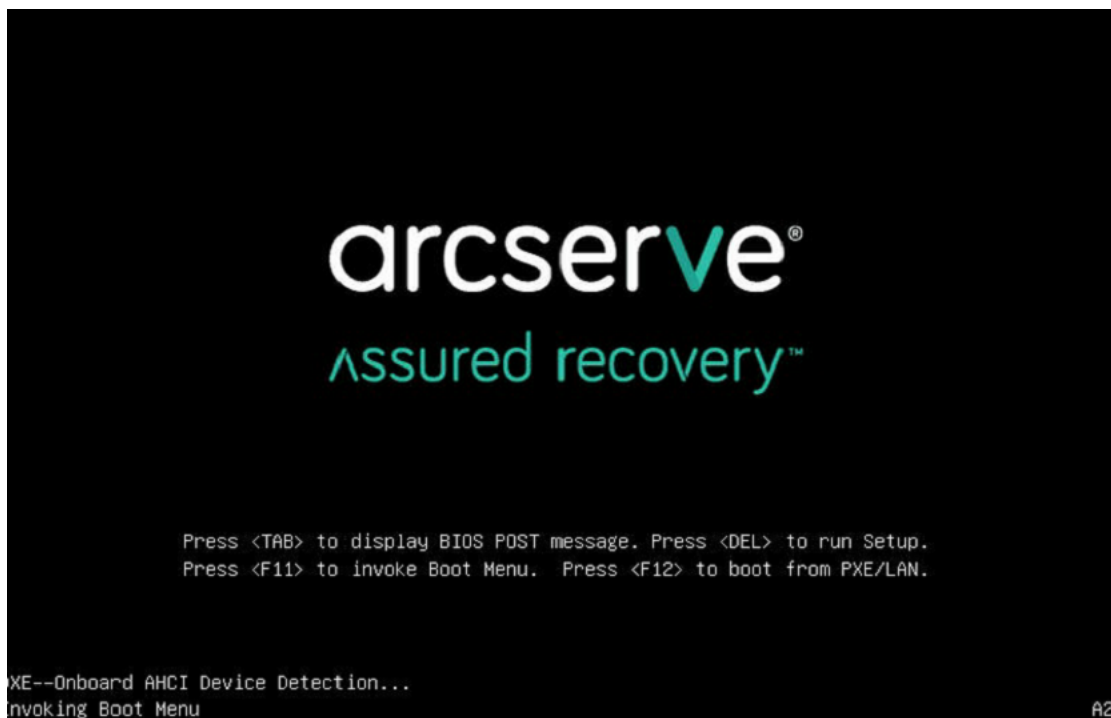 arcserve®
assured recovery™
Press <TAB> to display BIOS POST message. Press <DEL> to run Setup.
Press <F11> to invoke Boot Menu. Press <F12> to boot from PXE/LAN.
XE--Onboard AHCI Device Detection...
nvoking Boot Menu
A2